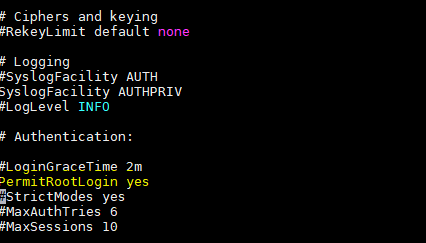 # Ciphers and keying
#RekeyLimit default none
# Logging
#SyslogFacility AUTH
SyslogFacility AUTHPRIV
#LogLevel INFO
# Authentication:
#LoginGraceTime 2m
PermitRootLogin yes
#StrictModes yes
#MaxAuthTries 6
#MaxSessions 10